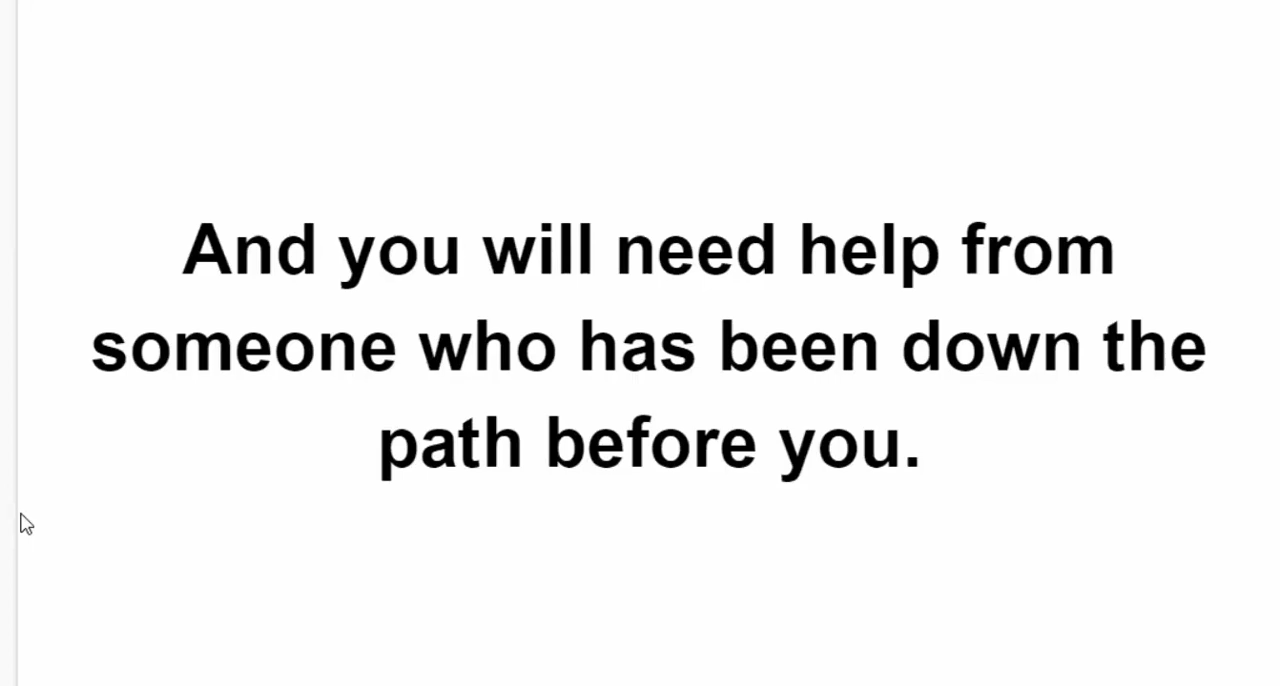 And you will need help from
someone who has been down the
path before you.